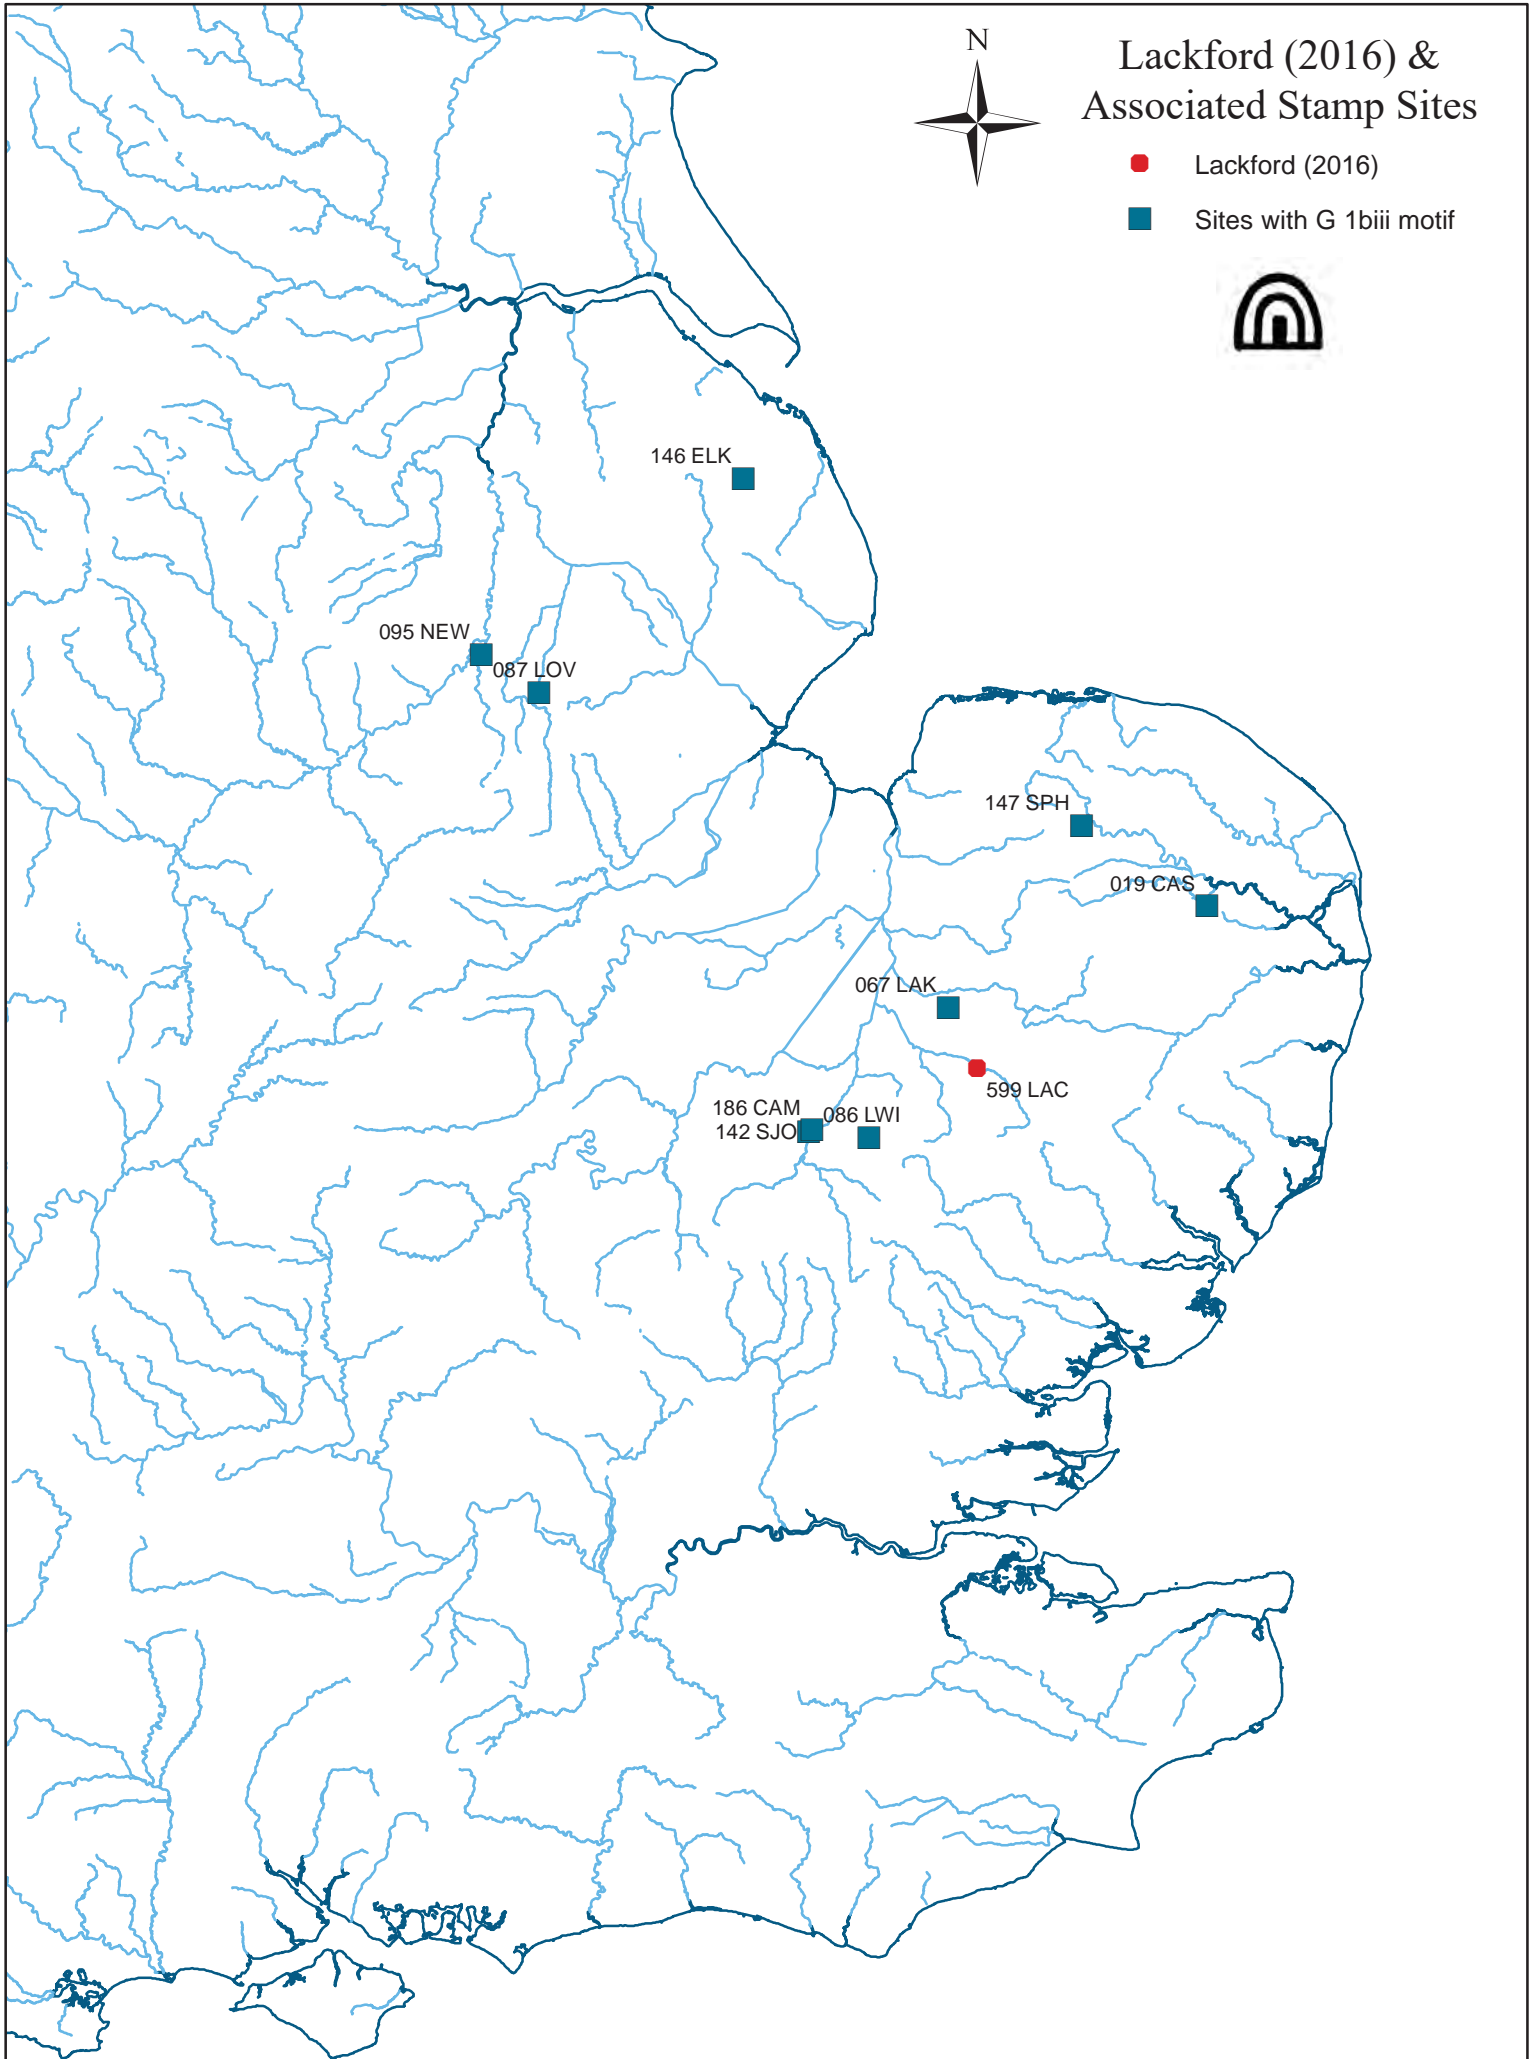 N
Lackford (2016) &
Associated Stamp Sites
Lackford (2016)
Sites with G 1biii motif
146 ELK
095 NEW
087 LOV
147 SPH
019 CAS
067 LAK
599 LAC
186 CAM
086 LWI
142 SJO